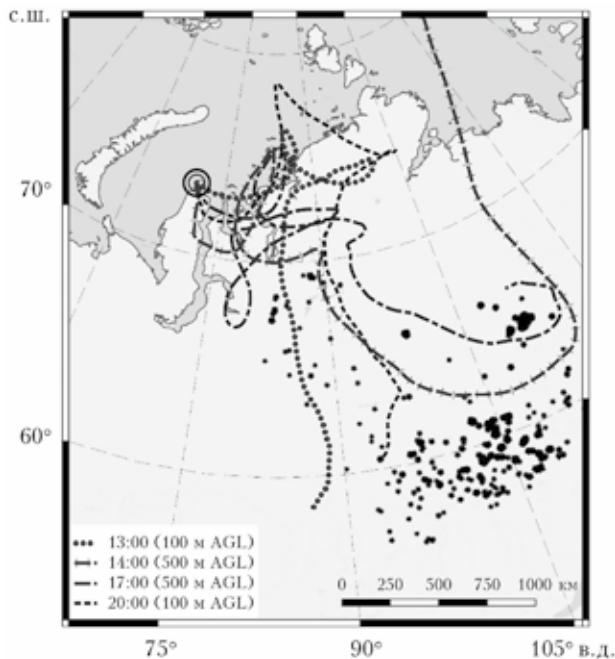 с.ш.
70°
60°
13:00 (100 м AGL)
14:00 (500 м AGL)
17:00 (500 м AGL)
20:00 (100 м AGL)
0 250 500 750 1000 км
75° 90° 105° в.д.